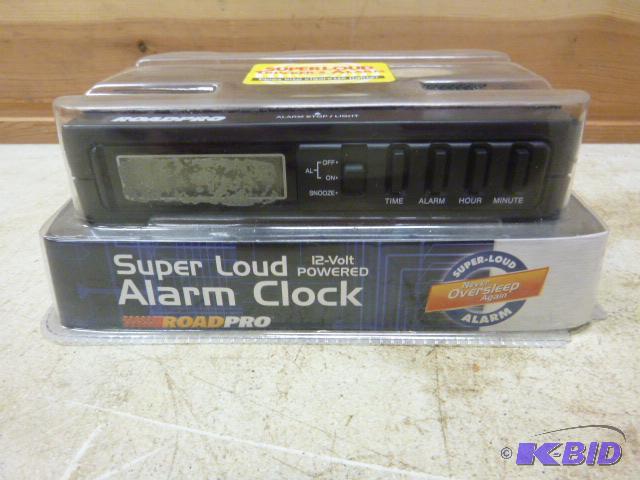 SUPER LOUD
ROADPRO
ALARM STOP / LIGHT
AL
OFF
ON
SNOOZE
TIME ALARM HOUR MINUTE
Super Loud 12-Volt POWERED
Alarm Clock
ROADPRO
SUPER-LOUD
Never
OVERSLEEP
Again
ALARM
© K-BID